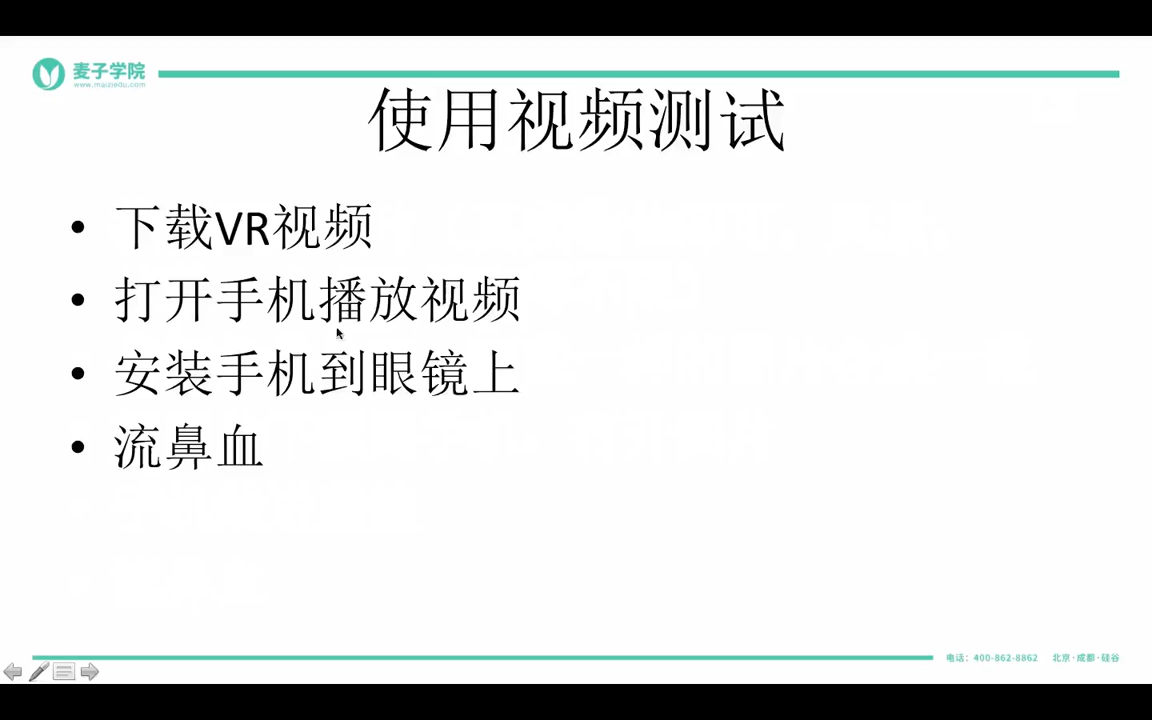 麦子学院
www.maiziedu.com
使用视频测试
• 下载VR视频
• 打开手机播放视频
• 安装手机到眼镜上
• 流鼻血
电话：400-862-8862 北京·成都·硅谷